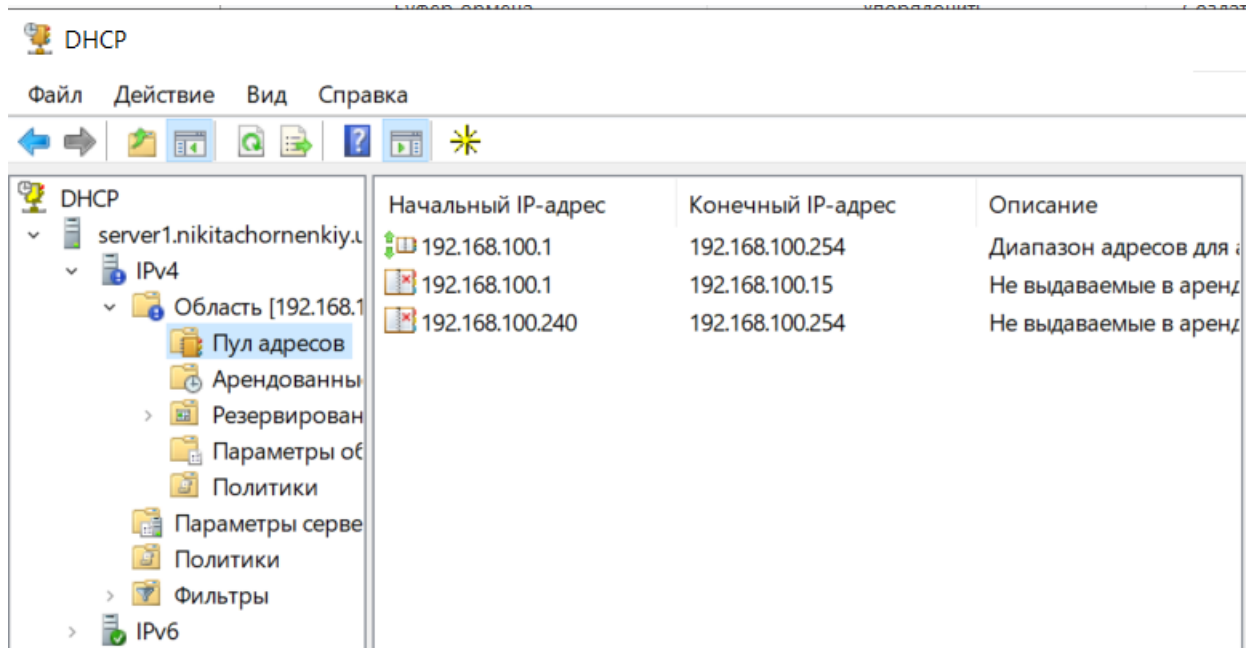 DHCP
Файл Действие Вид Справка
DHCP
server1.nikitachornenkiy.u
IPv4
Область [192.168.1
Пул адресов
Арендованны
Резервирован
Параметры об
Политики
Параметры серве
Политики
Фильтры
IPv6
Начальный IP-адрес Конечный IP-адрес Описание
192.168.100.1 192.168.100.254 Диапазон адресов для а
192.168.100.1 192.168.100.15 Не выдаваемые в аренд
192.168.100.240 192.168.100.254 Не выдаваемые в аренд